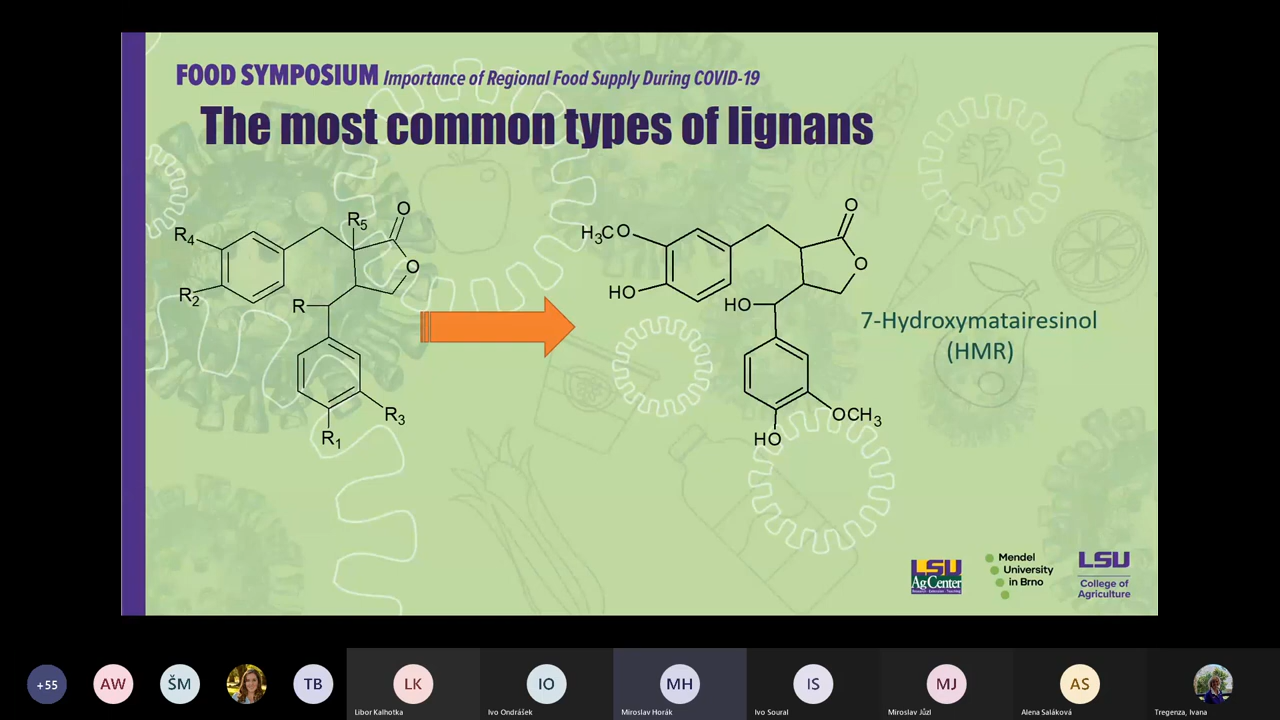 FOOD SYMPOSIUM Importance of Regional Food Supply During COVID-19
The most common types of lignans
R4
R5
O
O
R2
R
R3
R1
H3CO
O
O
HO
HO
OCH3
HO
7-Hydroxymatairesinol
(HMR)
LSU
AgCenter
Research · Extension · Teaching
Mendel
University
in Brno
LSU
College of
Agriculture
+55
AW
ŠM
TB
LK
Libor Kalhotka
IO
Ivo Ondrášek
MH
Miroslav Horák
IS
Ivo Soural
MJ
Miroslav Jůzl
AS
Alena Saláková
Tregenza, Ivana